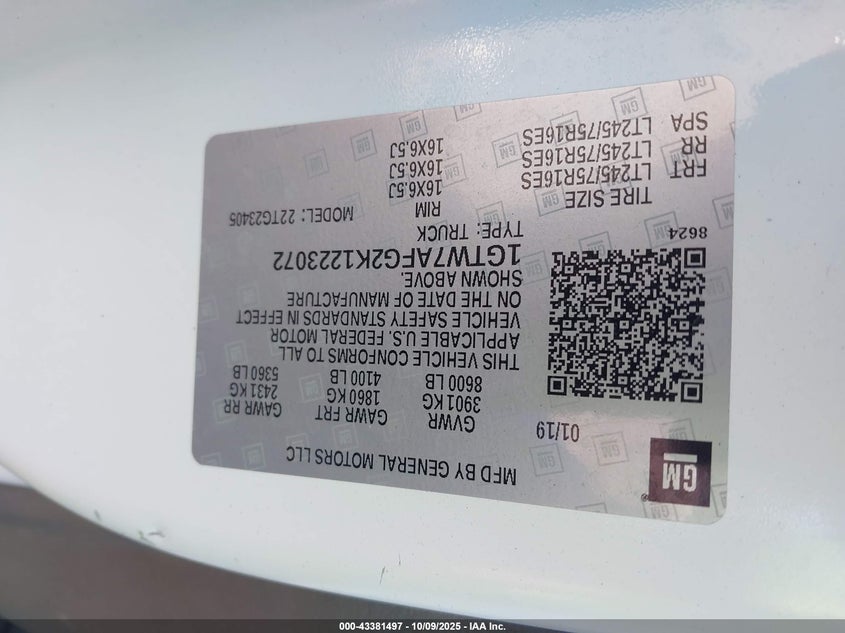 GM
®
MFD BY GENERAL MOTORS LLC
01/19
GVWR GAWR FRT GAWR RR
3901 KG 1860 KG 2431 KG
8600 LB 4100 LB 5360 LB
THIS VEHICLE CONFORMS TO ALL
APPLICABLE U.S. FEDERAL MOTOR
VEHICLE SAFETY STANDARDS IN EFFECT
ON THE DATE OF MANUFACTURE
SHOWN ABOVE.
1GTW7AFG2K1223072
TYPE: TRUCK MODEL: 22TG23405
8624
TIRE SIZE RIM
FRT LT245/75R16ES 16X6.5J
RR LT245/75R16ES 16X6.5J
SPA LT245/75R16ES 16X6.5J
000-43381497 - 10/09/2025 - IAA Inc.